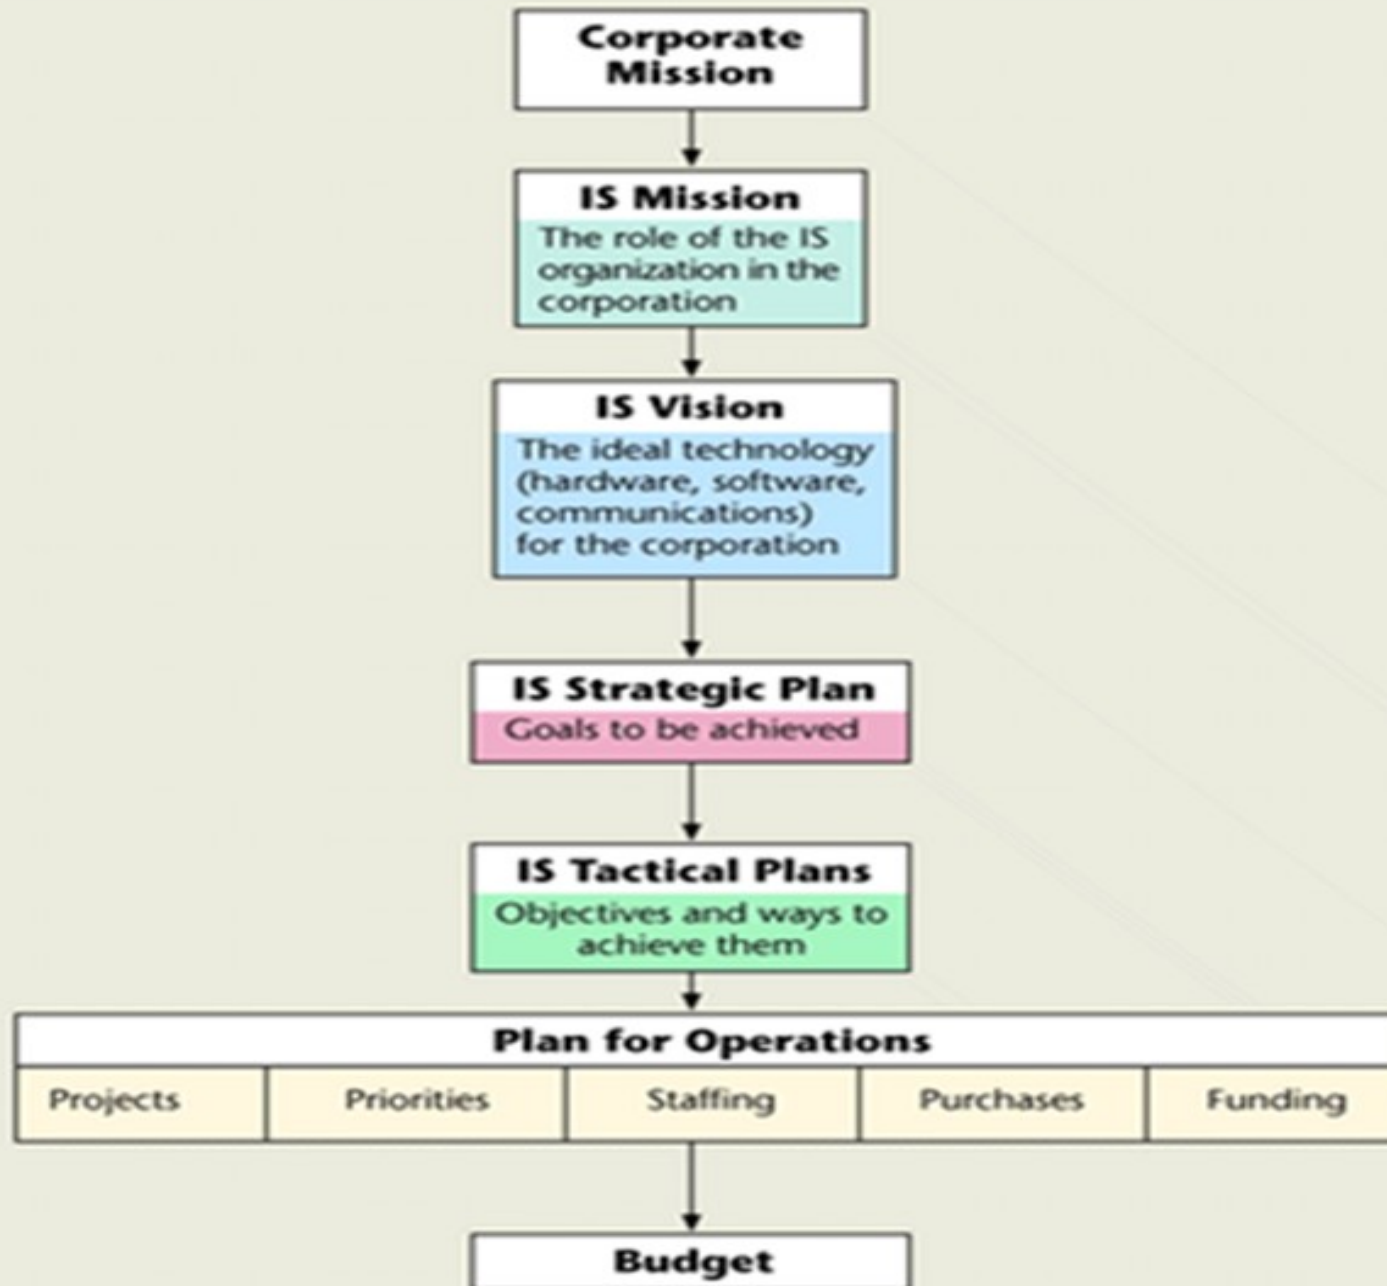 Corporate
Mission
IS Mission
The role of the IS
organization in the
corporation
IS Vision
The ideal technology
(hardware, software,
communications)
for the corporation
IS Strategic Plan
Goals to be achieved
IS Tactical Plans
Objectives and ways to
achieve them
Plan for Operations
Projects Priorities Staffing Purchases Funding
Budget